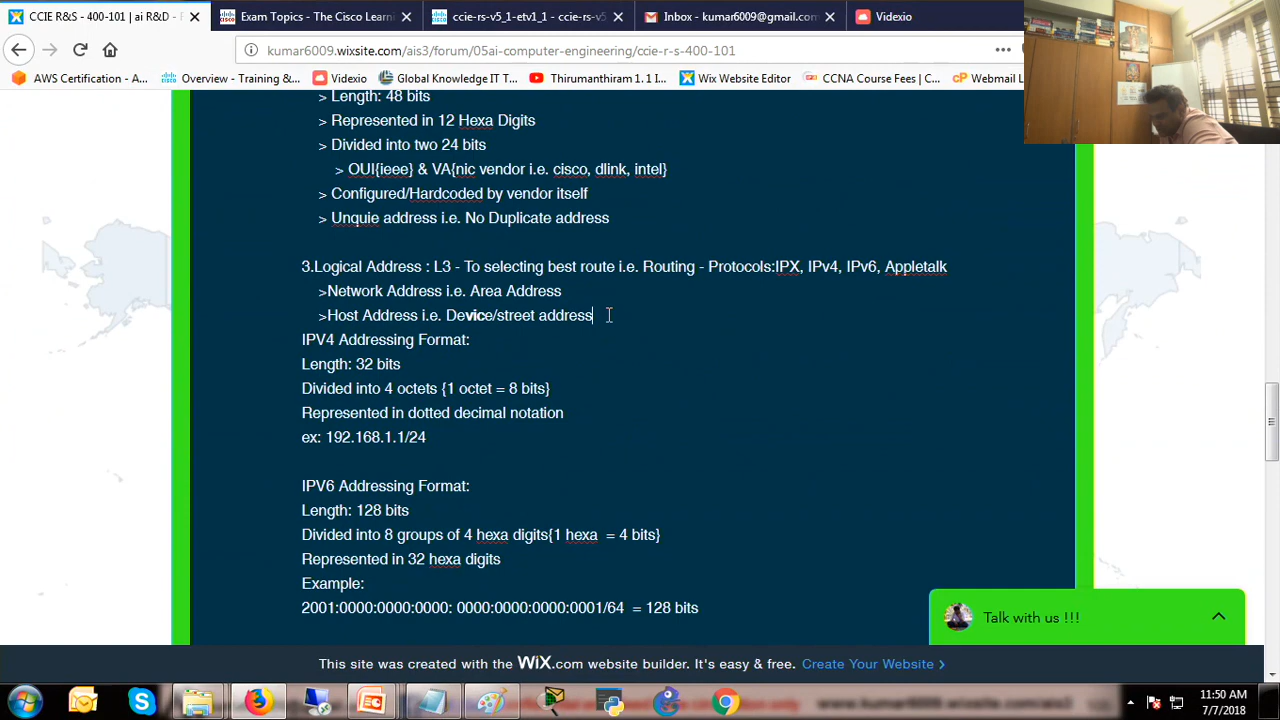 CCIE R&S - 400-101 | ai R&D - W
Exam Topics - The Cisco Learni
ccie-rs-v5_1-etv1_1 - ccie-rs-v5
Inbox - kumar6009@gmail.com
Videxio
kumar6009.wixsite.com/ais3/forum/05ai-computer-engineering/ccie-r-s-400-101
AWS Certification - A...
Overview - Training &...
Videxio
Global Knowledge IT T...
Thirumanthiram 1. 1 I...
Wix Website Editor
CCNA Course Fees | C...
Webmail L
> Length: 48 bits
> Represented in 12 Hexa Digits
> Divided into two 24 bits
> OUI{ieee} & VA{nic vendor i.e. cisco, dlink, intel}
> Configured/Hardcoded by vendor itself
> Unquie address i.e. No Duplicate address
3.Logical Address : L3 - To selecting best route i.e. Routing - Protocols:IPX, IPv4, IPv6, Appletalk
>Network Address i.e. Area Address
>Host Address i.e. Device/street address
IPV4 Addressing Format:
Length: 32 bits
Divided into 4 octets {1 octet = 8 bits}
Represented in dotted decimal notation
ex: 192.168.1.1/24
IPV6 Addressing Format:
Length: 128 bits
Divided into 8 groups of 4 hexa digits{1 hexa = 4 bits}
Represented in 32 hexa digits
Example:
2001:0000:0000:0000: 0000:0000:0000:0001/64 = 128 bits
Talk with us !!!
This site was created with the WiX.com website builder. It's easy & free. Create Your Website >
11:50 AM
7/7/2018